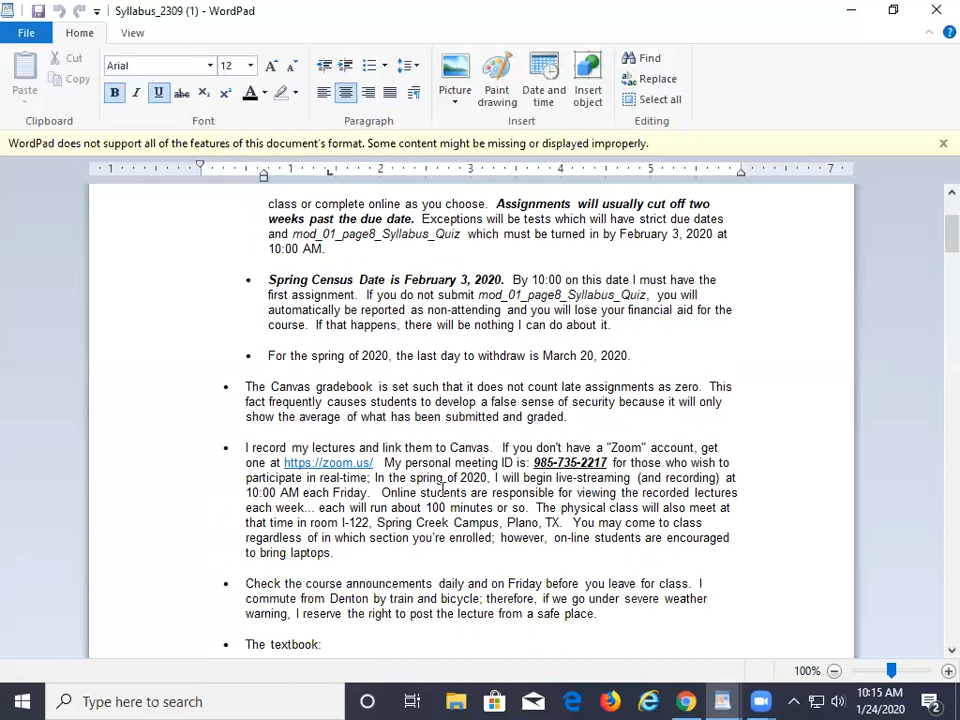 Syllabus_2309 (1) - WordPad
File Home View
Arial 12
Cut
Copy
Paste
Find
Replace
Select all
Picture Paint drawing Date and time Insert object
Clipboard Font Paragraph Insert Editing
WordPad does not support all of the features of this document's format. Some content might be missing or displayed improperly.
1 1 2 3 4 5 7
class or complete online as you choose. Assignments will usually cut off two
weeks past the due date. Exceptions will be tests which will have strict due dates
and mod_01_page8_Syllabus_Quiz which must be turned in by February 3, 2020 at
10:00 AM.
• Spring Census Date is February 3, 2020. By 10:00 on this date I must have the
first assignment. If you do not submit mod_01_page8_Syllabus_Quiz, you will
automatically be reported as non-attending and you will lose your financial aid for the
course. If that happens, there will be nothing I can do about it.
• For the spring of 2020, the last day to withdraw is March 20, 2020.
• The Canvas gradebook is set such that it does not count late assignments as zero. This
fact frequently causes students to develop a false sense of security because it will only
show the average of what has been submitted and graded.
• I record my lectures and link them to Canvas. If you don't have a "Zoom" account, get
one at https://zoom.us/ My personal meeting ID is: 985-735-2217 for those who wish to
participate in real-time; In the spring of 2020, I will begin live-streaming (and recording) at
10:00 AM each Friday. Online students are responsible for viewing the recorded lectures
each week... each will run about 100 minutes or so. The physical class will also meet at
that time in room I-122, Spring Creek Campus, Plano, TX. You may come to class
regardless of in which section you're enrolled; however, on-line students are encouraged
to bring laptops.
• Check the course announcements daily and on Friday before you leave for class. I
commute from Denton by train and bicycle; therefore, if we go under severe weather
warning, I reserve the right to post the lecture from a safe place.
• The textbook:
100%
Type here to search
10:15 AM
1/24/2020
2